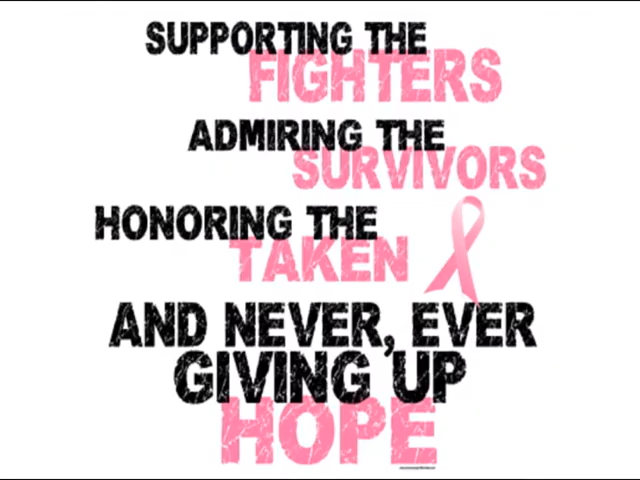 SUPPORTING THE
FIGHTERS
ADMIRING THE
SURVIVORS
HONORING THE
TAKEN
AND NEVER, EVER
GIVING UP
HOPE